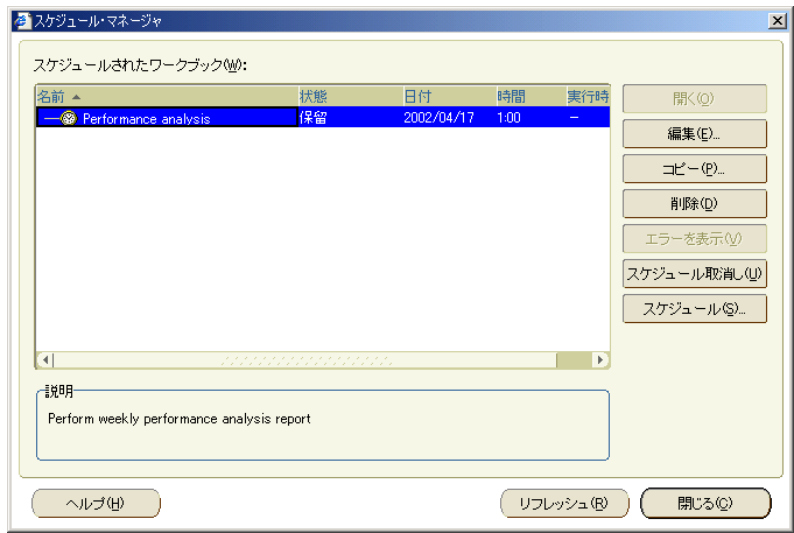 スケジュール・マネージャ
スケジュールされたワークブック(W):
名前 状態 日付 時間 実行時
Performance analysis 保留 2002/04/17 1:00 –
開く(O)
編集(E)...
コピー(P)...
削除(D)
エラーを表示(V)
スケジュール取消し(U)
スケジュール(S)...
説明
Perform weekly performance analysis report
ヘルプ(H) リフレッシュ(R) 閉じる(C)